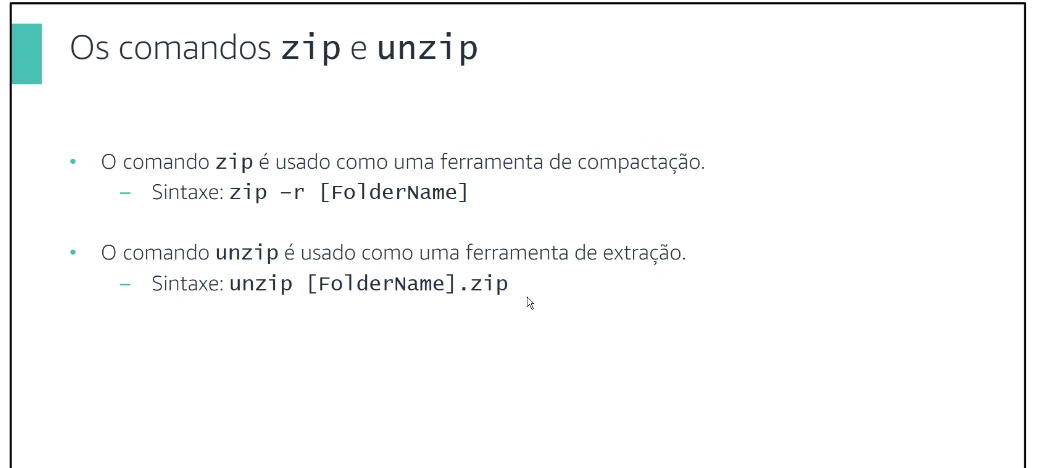 Os comandos zip e unzip
• O comando zip é usado como uma ferramenta de compactação.
– Sintaxe: zip –r [FolderName]
• O comando unzip é usado como uma ferramenta de extração.
– Sintaxe: unzip [FolderName].zip